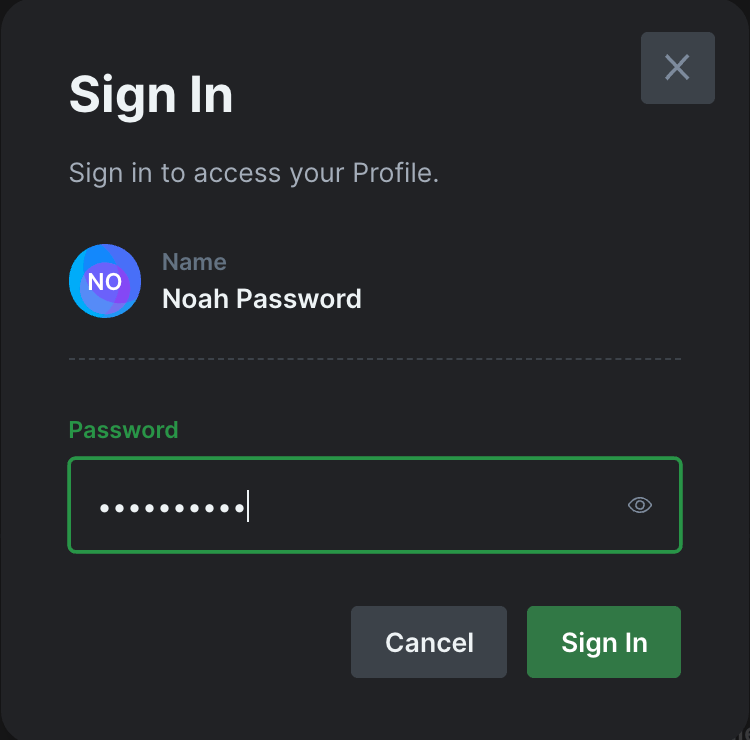 Sign In
Sign in to access your Profile.
NO
Name
Noah Password
Password
••••••••••
Cancel
Sign In